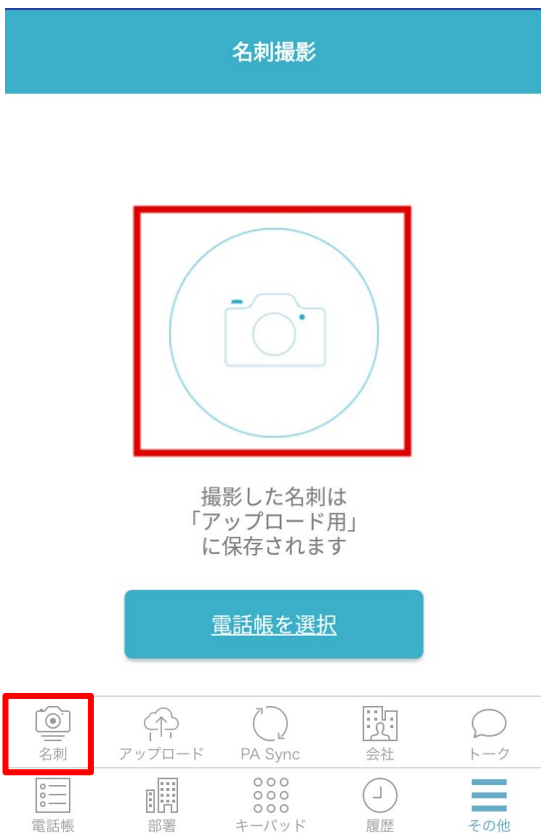 名刺撮影
撮影した名刺は
「アップロード用」
に保存されます
電話帳を選択
名刺
アップロード
PA Sync
会社
トーク
電話帳
部署
キーパッド
履歴
その他